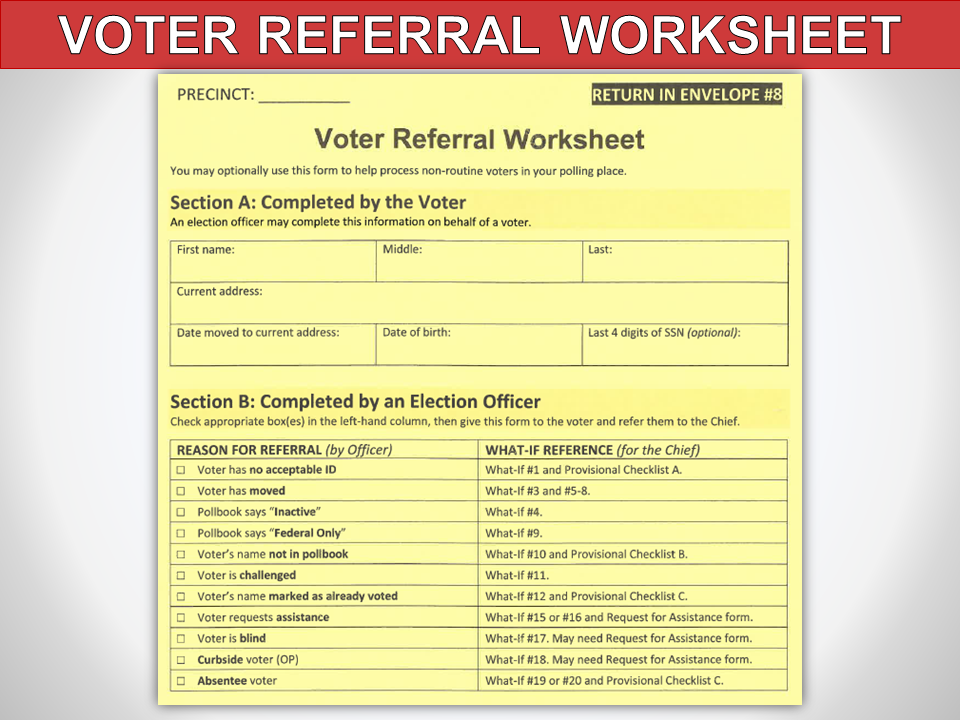 VOTER REFERRAL WORKSHEET
PRECINCT: __________ RETURN IN ENVELOPE #8
Voter Referral Worksheet
You may optionally use this form to help process non-routine voters in your polling place.
Section A: Completed by the Voter
An election officer may complete this information on behalf of a voter.
First name: Middle: Last:
Current address:
Date moved to current address: Date of birth: Last 4 digits of SSN (optional):
Section B: Completed by an Election Officer
Check appropriate box(es) in the left-hand column, then give this form to the voter and refer them to the Chief.
REASON FOR REFERRAL (by Officer) WHAT-IF REFERENCE (for the Chief)
☐ Voter has no acceptable ID What-If #1 and Provisional Checklist A.
☐ Voter has moved What-If #3 and #5-8.
☐ Pollbook says “Inactive” What-If #4.
☐ Pollbook says “Federal Only” What-If #9.
☐ Voter’s name not in pollbook What-If #10 and Provisional Checklist B.
☐ Voter is challenged What-If #11.
☐ Voter’s name marked as already voted What-If #12 and Provisional Checklist C.
☐ Voter requests assistance What-If #15 or #16 and Request for Assistance form.
☐ Voter is blind What-If #17. May need Request for Assistance form.
☐ Curbside voter (OP) What-If #18. May need Request for Assistance form.
☐ Absentee voter What-If #19 or #20 and Provisional Checklist C.